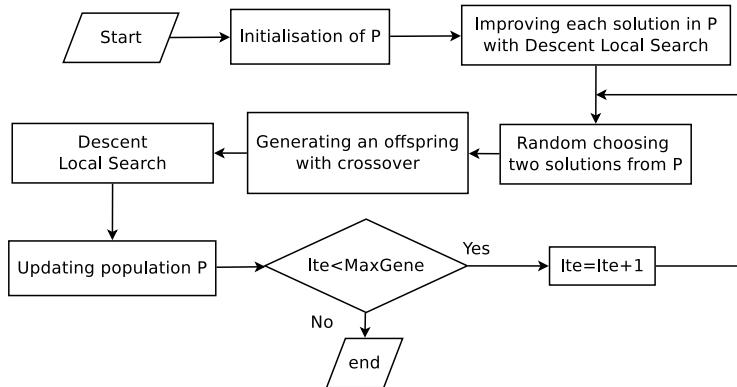 Start
Initialisation of P
Improving each solution in P
with Descent Local Search
Random choosing
two solutions from P
Generating an offspring
with crossover
Descent
Local Search
Updating population P
Ite<MaxGene
Yes
Ite=Ite+1
No
end